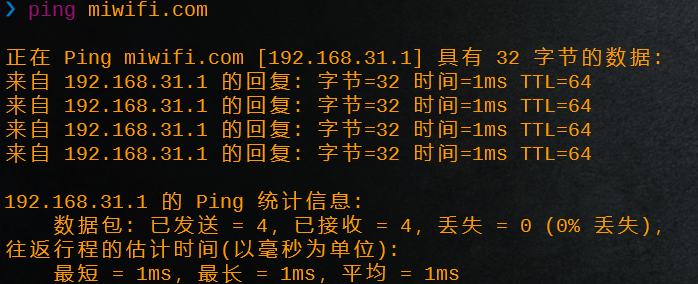 ❯ ping miwifi.com
正在 Ping miwifi.com [192.168.31.1] 具有 32 字节的数据:
来自 192.168.31.1 的回复: 字节=32 时间=1ms TTL=64
来自 192.168.31.1 的回复: 字节=32 时间=1ms TTL=64
来自 192.168.31.1 的回复: 字节=32 时间=1ms TTL=64
来自 192.168.31.1 的回复: 字节=32 时间=1ms TTL=64
192.168.31.1 的 Ping 统计信息:
    数据包: 已发送 = 4, 已接收 = 4, 丢失 = 0 (0% 丢失),
往返行程的估计时间(以毫秒为单位):
    最短 = 1ms, 最长 = 1ms, 平均 = 1ms